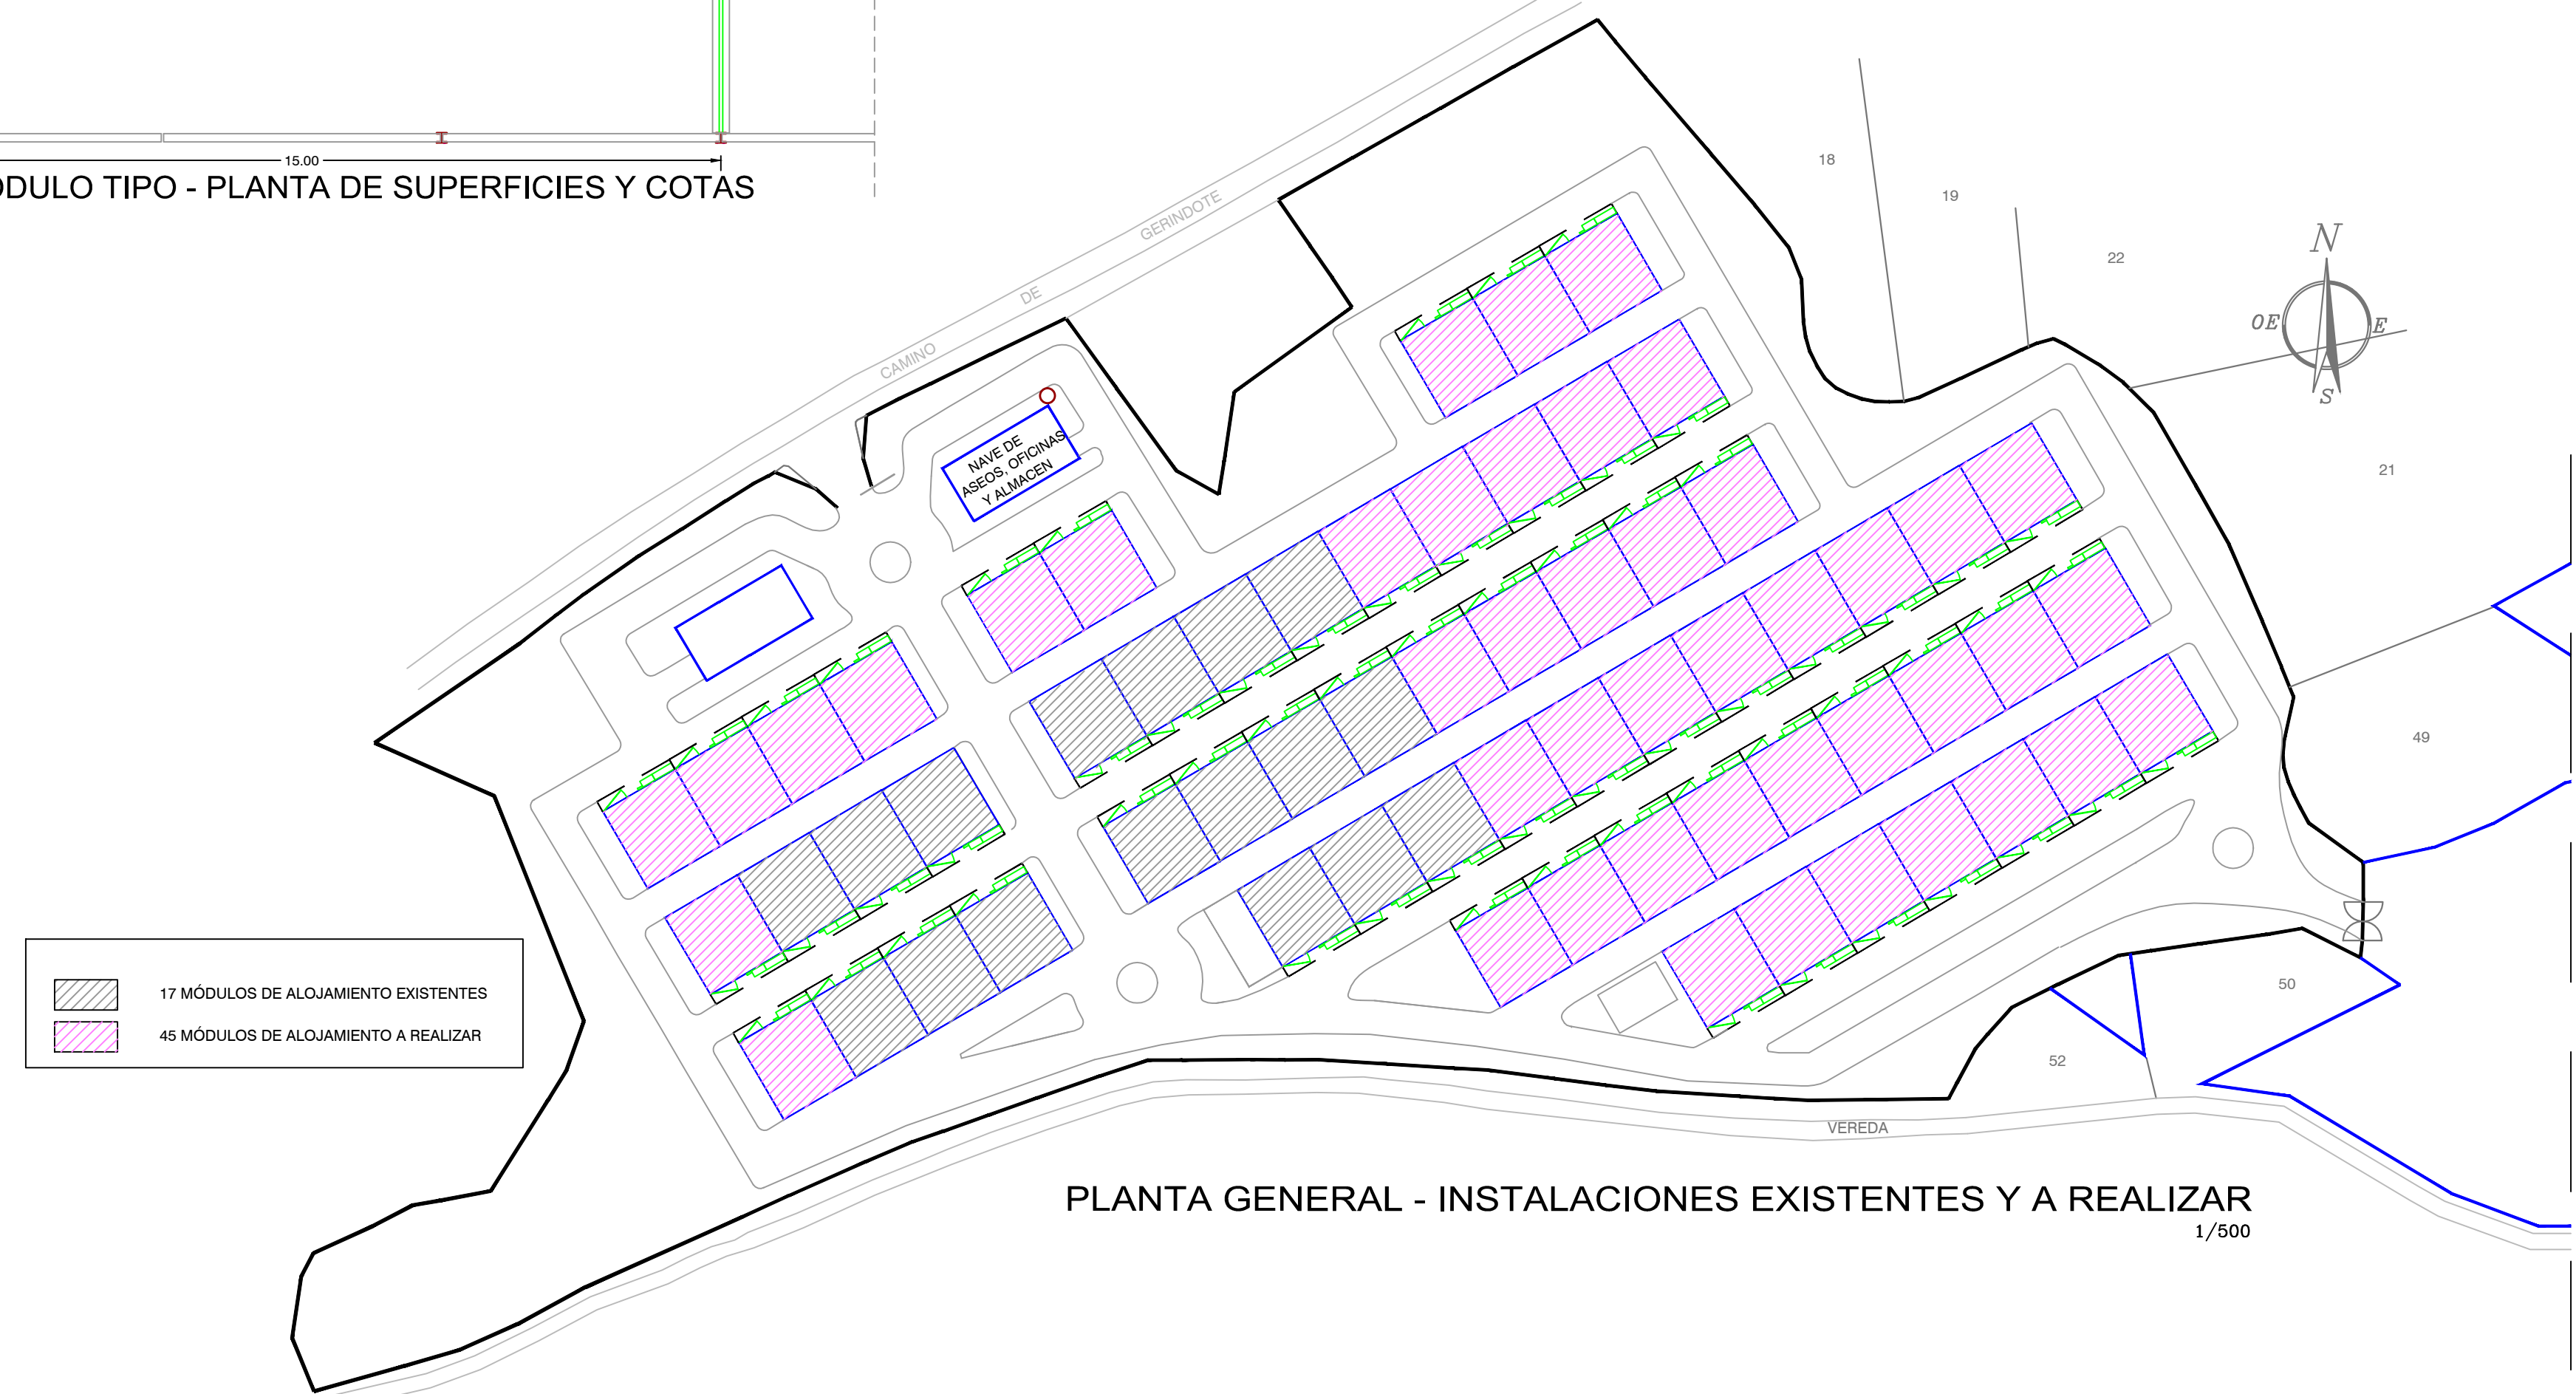 15.00
ODULO TIPO - PLANTA DE SUPERFICIES Y COTAS
CAMINO DE GERINDOTE
18
19
22
N
OE
E
S
21
49
NAVE DE
ASEOS, OFICINAS
Y ALMACEN
17 MÓDULOS DE ALOJAMIENTO EXISTENTES
45 MÓDULOS DE ALOJAMIENTO A REALIZAR
50
52
VEREDA
PLANTA GENERAL - INSTALACIONES EXISTENTES Y A REALIZAR
1/500